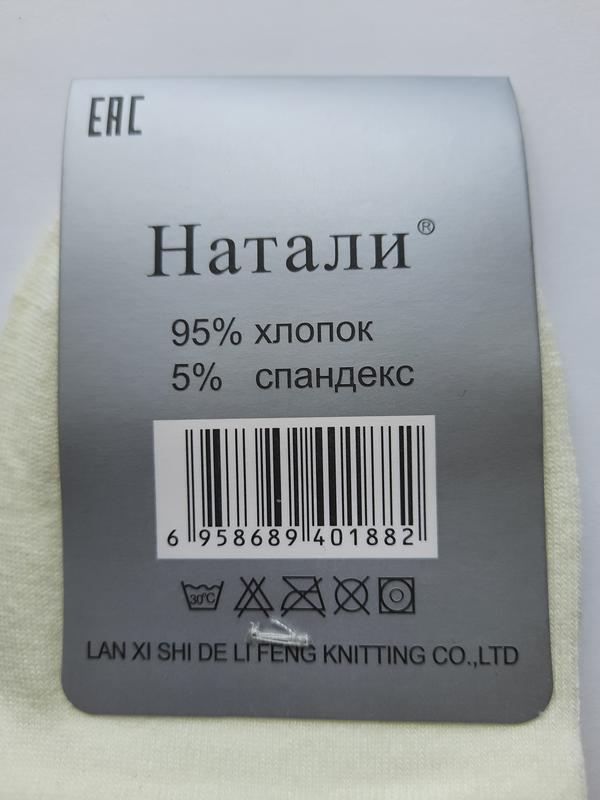 EAC
Натали®
95% хлопок
5% спандекс
6 958689 401882
30°C
LAN XI SHI DE LI FENG KNITTING CO.,LTD